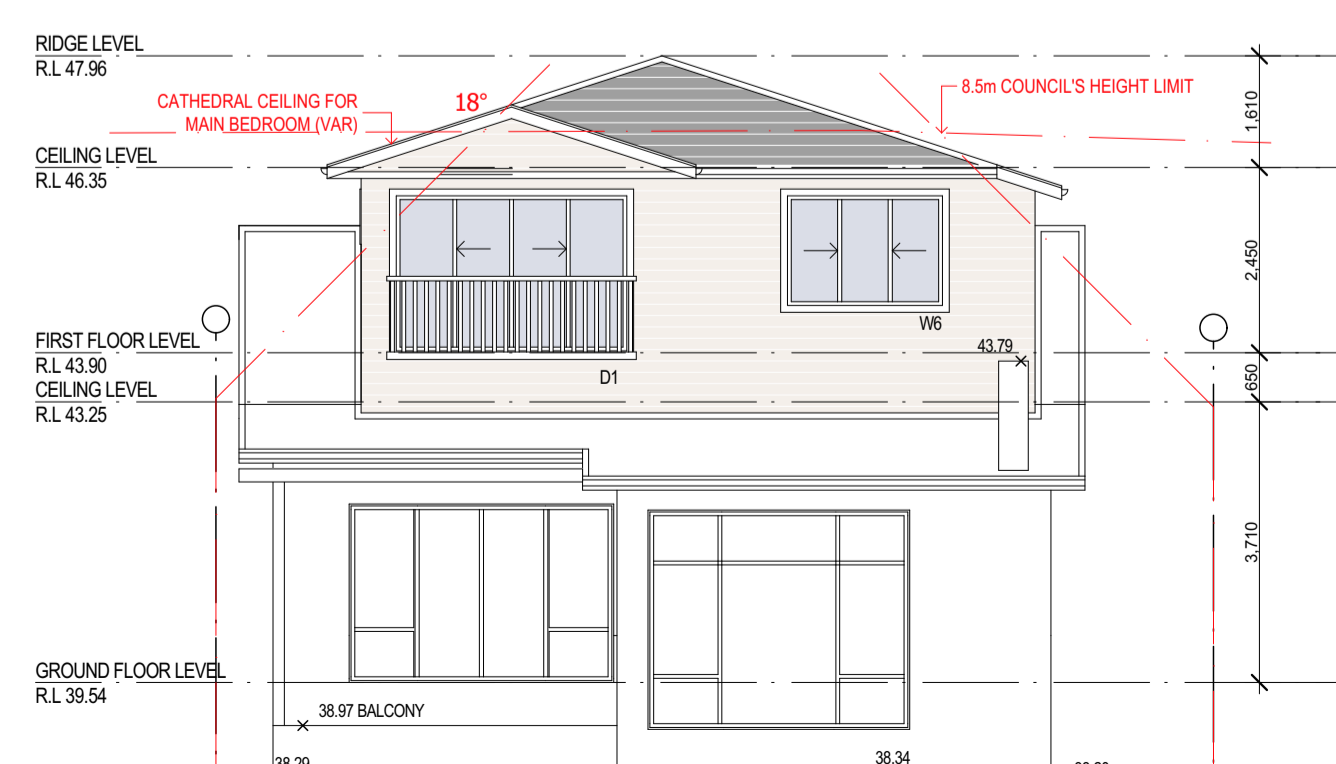 RIDGE LEVEL
R.L 47.96
CATHEDRAL CEILING FOR
MAIN BEDROOM (VAR)
18°
8.5m COUNCIL'S HEIGHT LIMIT
1,610
CEILING LEVEL
R.L 46.35
2,450
W6
FIRST FLOOR LEVEL
R.L 43.90
43.79
D1
650
CEILING LEVEL
R.L 43.25
3,710
GROUND FLOOR LEVEL
R.L 39.54
38.97 BALCONY
38.29
38.34